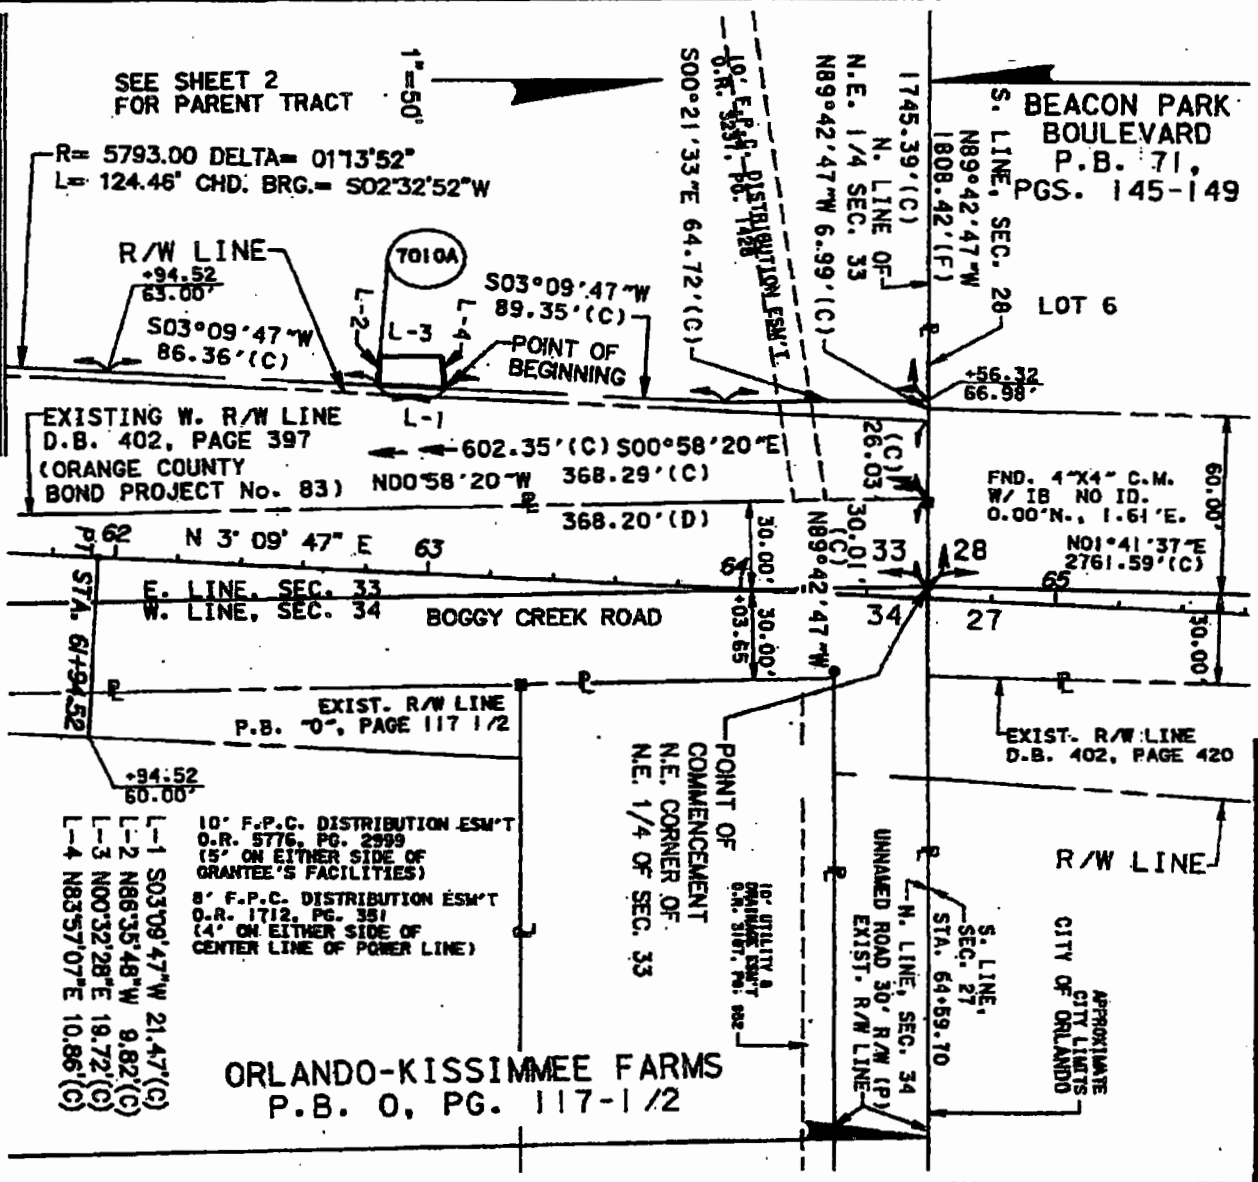 SEE SHEET 2
FOR PARENT TRACT
1"=50'
R= 5793.00 DELTA= 01°13'52"
L= 124.46' CHD. BRG.= S02°32'52"W
R/W LINE
+94.52
63.00'
S03°09'47"W
86.36'(C)
7010A
L-2
L-3
L-4
L-1
S03°09'47"W
89.35'(C)
POINT OF
BEGINNING
S00°21'33"E 64.72'(C)
10' F.P.C. DISTRIBUTION ESM'T
O.R. 3237, PG. 1428
N89°42'47"W 6.99'(C)
N.E. 1/4 SEC. 33
N. LINE OF
1745.39'(C)
1808.42'(F)
N89°42'47"W
S. LINE, SEC. 28
BEACON PARK
BOULEVARD
P.B. 71,
PGS. 145-149
LOT 6
+56.32
66.98'
EXISTING W. R/W LINE
D.B. 402, PAGE 397
(ORANGE COUNTY
BOND PROJECT No. 83)
602.35'(C) S00°58'20"E
N00°58'20"W 368.29'(C)
368.20'(D)
26.03'
(C)
FND. 4"X4" C.M.
W/ IB NO ID.
0.00'N., 1.61'E.
N01°41'37"E
2761.59'(C)
60.00'
30.00'
PT STA. 61+94.52
62
N 3° 09' 47" E
63
64
65
E. LINE, SEC. 33
W. LINE, SEC. 34
BOGGY CREEK ROAD
30.00'
30.00'
+03.65
30.01'
(C)
N89°42'47"W
33
28
34
27
EXIST. R/W LINE
P.B. "O", PAGE 117 1/2
EXIST. R/W LINE
D.B. 402, PAGE 420
+94.52
60.00'
10' F.P.C. DISTRIBUTION ESM'T
O.R. 5776, PG. 2999
(5' ON EITHER SIDE OF
GRANTEE'S FACILITIES)
8' F.P.C. DISTRIBUTION ESM'T
O.R. 1712, PG. 351
(4' ON EITHER SIDE OF
CENTER LINE OF POWER LINE)
L-1 S03°09'47"W 21.47'(C)
L-2 N86°35'48"W 9.82'(C)
L-3 N00°32'28"E 19.72'(C)
L-4 N83°57'07"E 10.86'(C)
POINT OF
COMMENCEMENT
N.E. CORNER OF
N.E. 1/4 OF SEC. 33
10' UTILITY &
DRAINAGE ESM'T
UNNAMED ROAD 30' R/W (P)
EXIST. R/W LINE
N. LINE, SEC. 34
STA. 64+59.70
S. LINE,
SEC. 27
R/W LINE
CITY OF ORLANDO
CITY LIMITS
APPROXIMATE
ORLANDO-KISSIMMEE FARMS
P.B. O, PG. 117-1/2